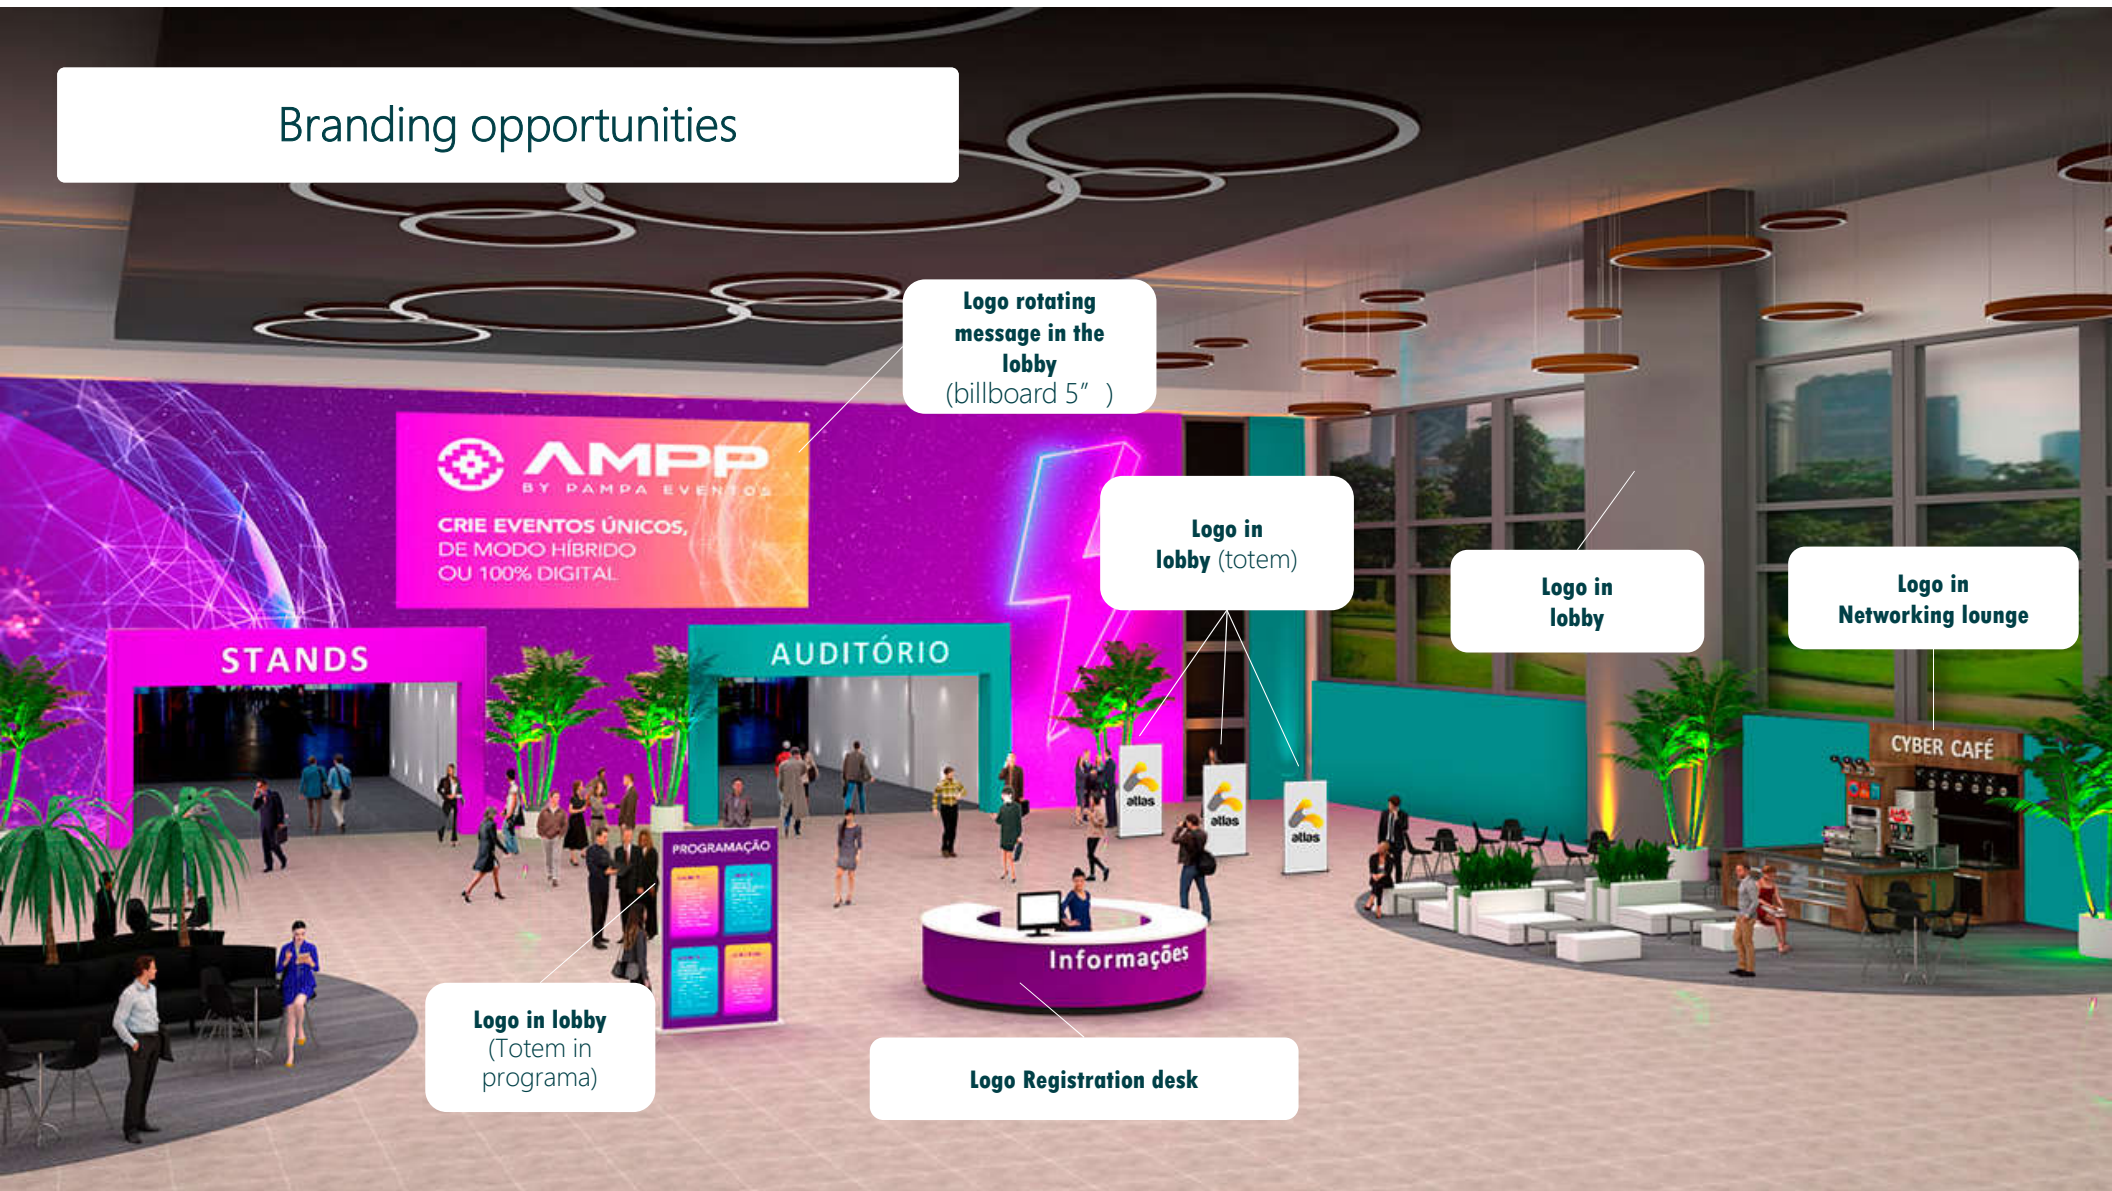 Branding opportunities
Logo rotating
message in the
lobby
(billboard 5” )
AMPP
BY PAMPA EVENTOS
CRIE EVENTOS ÚNICOS,
DE MODO HÍBRIDO
OU 100% DIGITAL
Logo in
lobby (totem)
Logo in
lobby
Logo in
Networking lounge
STANDS
AUDITÓRIO
CYBER CAFÉ
atlas
atlas
atlas
PROGRAMAÇÃO
Informações
Logo in lobby
(Totem in
programa)
Logo Registration desk